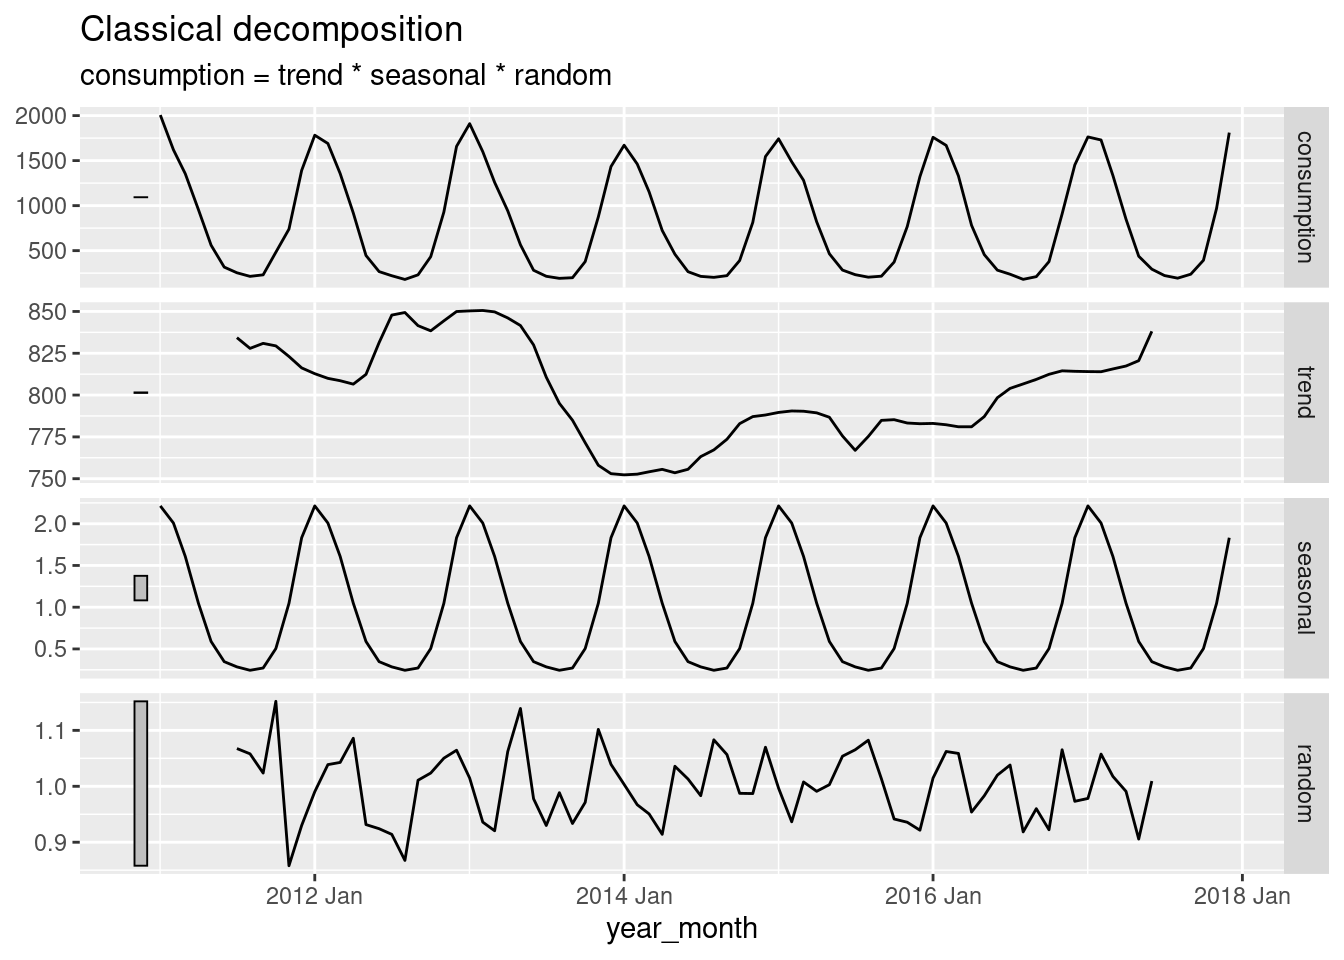 Classical decomposition
consumption = trend * seasonal * random
2000
1500
1000
500
consumption
850
825
800
775
750
trend
2.0
1.5
1.0
0.5
seasonal
1.1
1.0
0.9
random
2012 Jan 2014 Jan 2016 Jan 2018 Jan
year_month